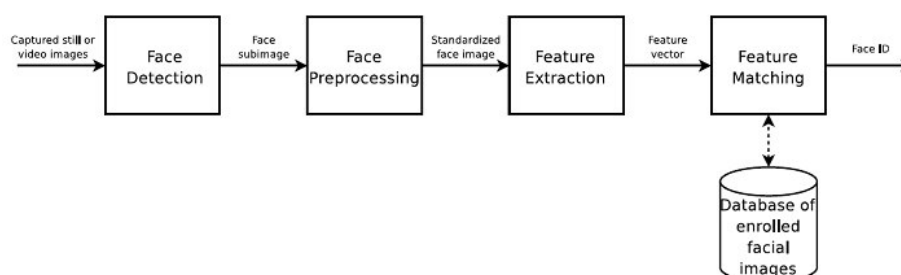 Captured still or
video images
Face
Detection
Face
subimage
Face
Preprocessing
Standardized
face image
Feature
Extraction
Feature
vector
Feature
Matching
Face ID
Database of
enrolled
facial
images